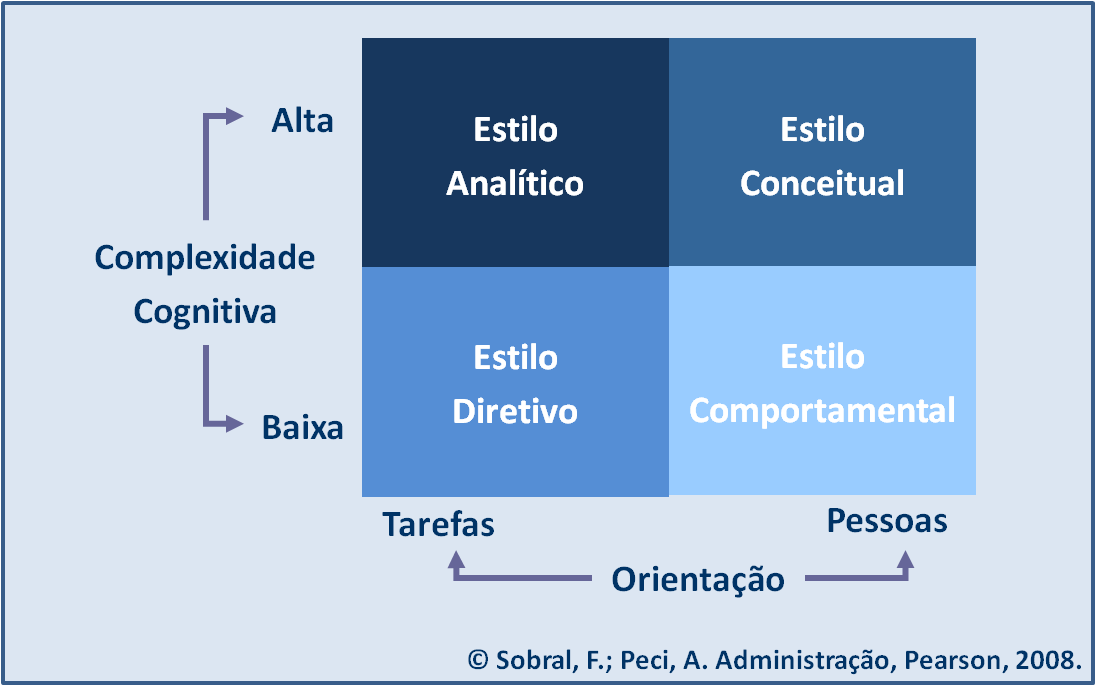 Alta
Estilo
Analítico
Estilo
Conceitual
Complexidade
Cognitiva
Baixa
Estilo
Diretivo
Estilo
Comportamental
Tarefas
Pessoas
Orientação
© Sobral, F.; Peci, A. Administração, Pearson, 2008.